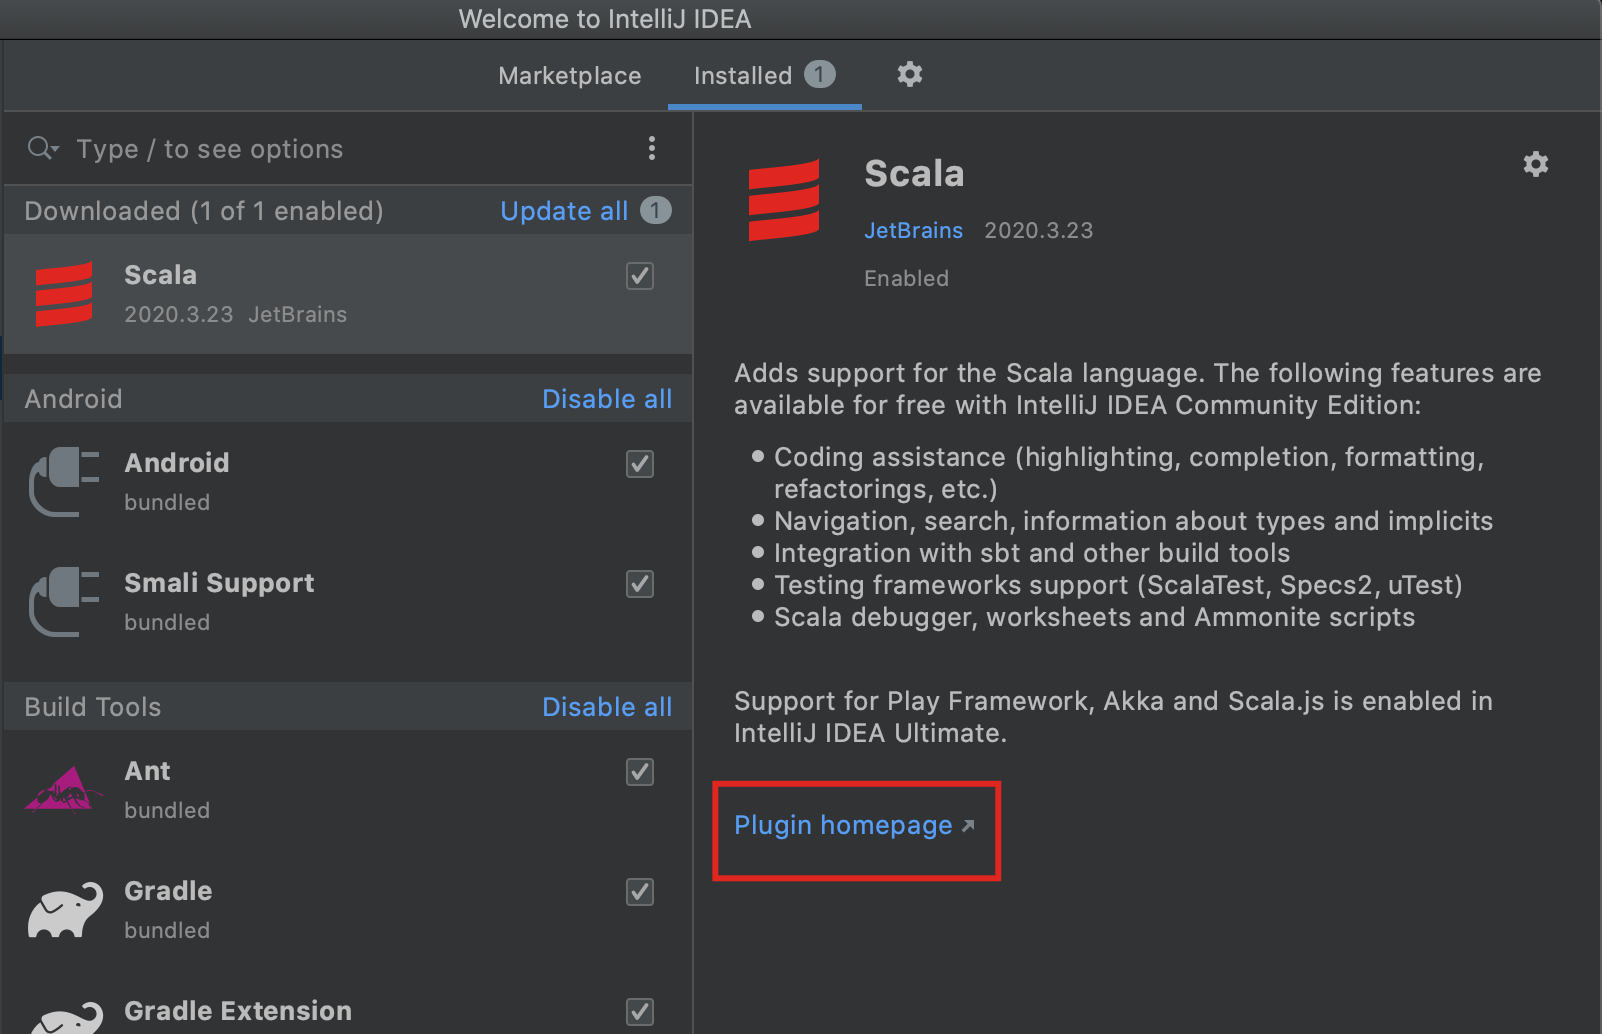 Welcome to IntelliJ IDEA
Marketplace Installed 1
Type / to see options
Downloaded (1 of 1 enabled) Update all 1
Scala
2020.3.23 JetBrains
Android Disable all
Android
bundled
Smali Support
bundled
Build Tools Disable all
Ant
bundled
Gradle
bundled
Gradle Extension
Scala
JetBrains 2020.3.23
Enabled
Adds support for the Scala language. The following features are
available for free with IntelliJ IDEA Community Edition:
• Coding assistance (highlighting, completion, formatting,
refactorings, etc.)
• Navigation, search, information about types and implicits
• Integration with sbt and other build tools
• Testing frameworks support (ScalaTest, Specs2, uTest)
• Scala debugger, worksheets and Ammonite scripts
Support for Play Framework, Akka and Scala.js is enabled in
IntelliJ IDEA Ultimate.
Plugin homepage ↗